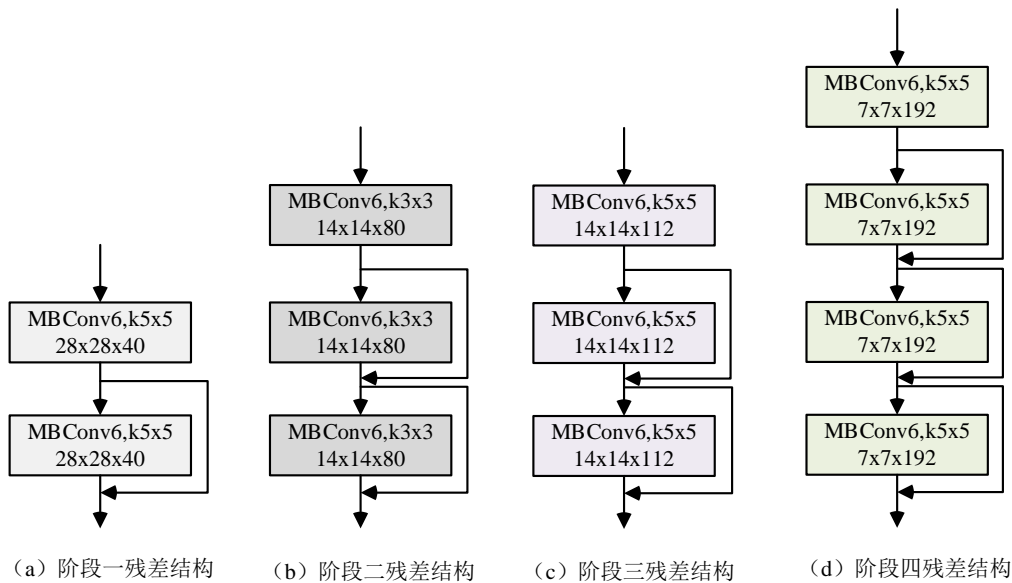 MBConv6,k5x5
28x28x40
MBConv6,k5x5
28x28x40
(a)阶段一残差结构
MBConv6,k3x3
14x14x80
MBConv6,k3x3
14x14x80
MBConv6,k3x3
14x14x80
(b)阶段二残差结构
MBConv6,k5x5
14x14x112
MBConv6,k5x5
14x14x112
MBConv6,k5x5
14x14x112
(c)阶段三残差结构
MBConv6,k5x5
7x7x192
MBConv6,k5x5
7x7x192
MBConv6,k5x5
7x7x192
MBConv6,k5x5
7x7x192
(d)阶段四残差结构